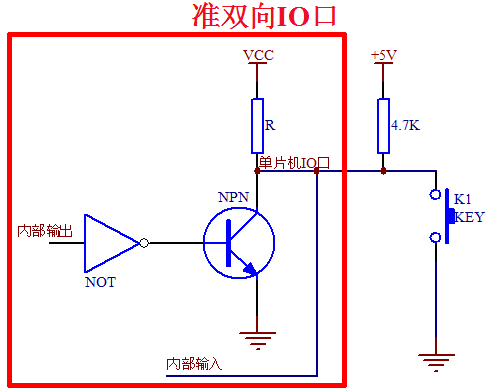 准双向IO口
VCC
+5V
R
4.7K
单片机IO口
NPN
K1
KEY
内部输出
NOT
内部输入